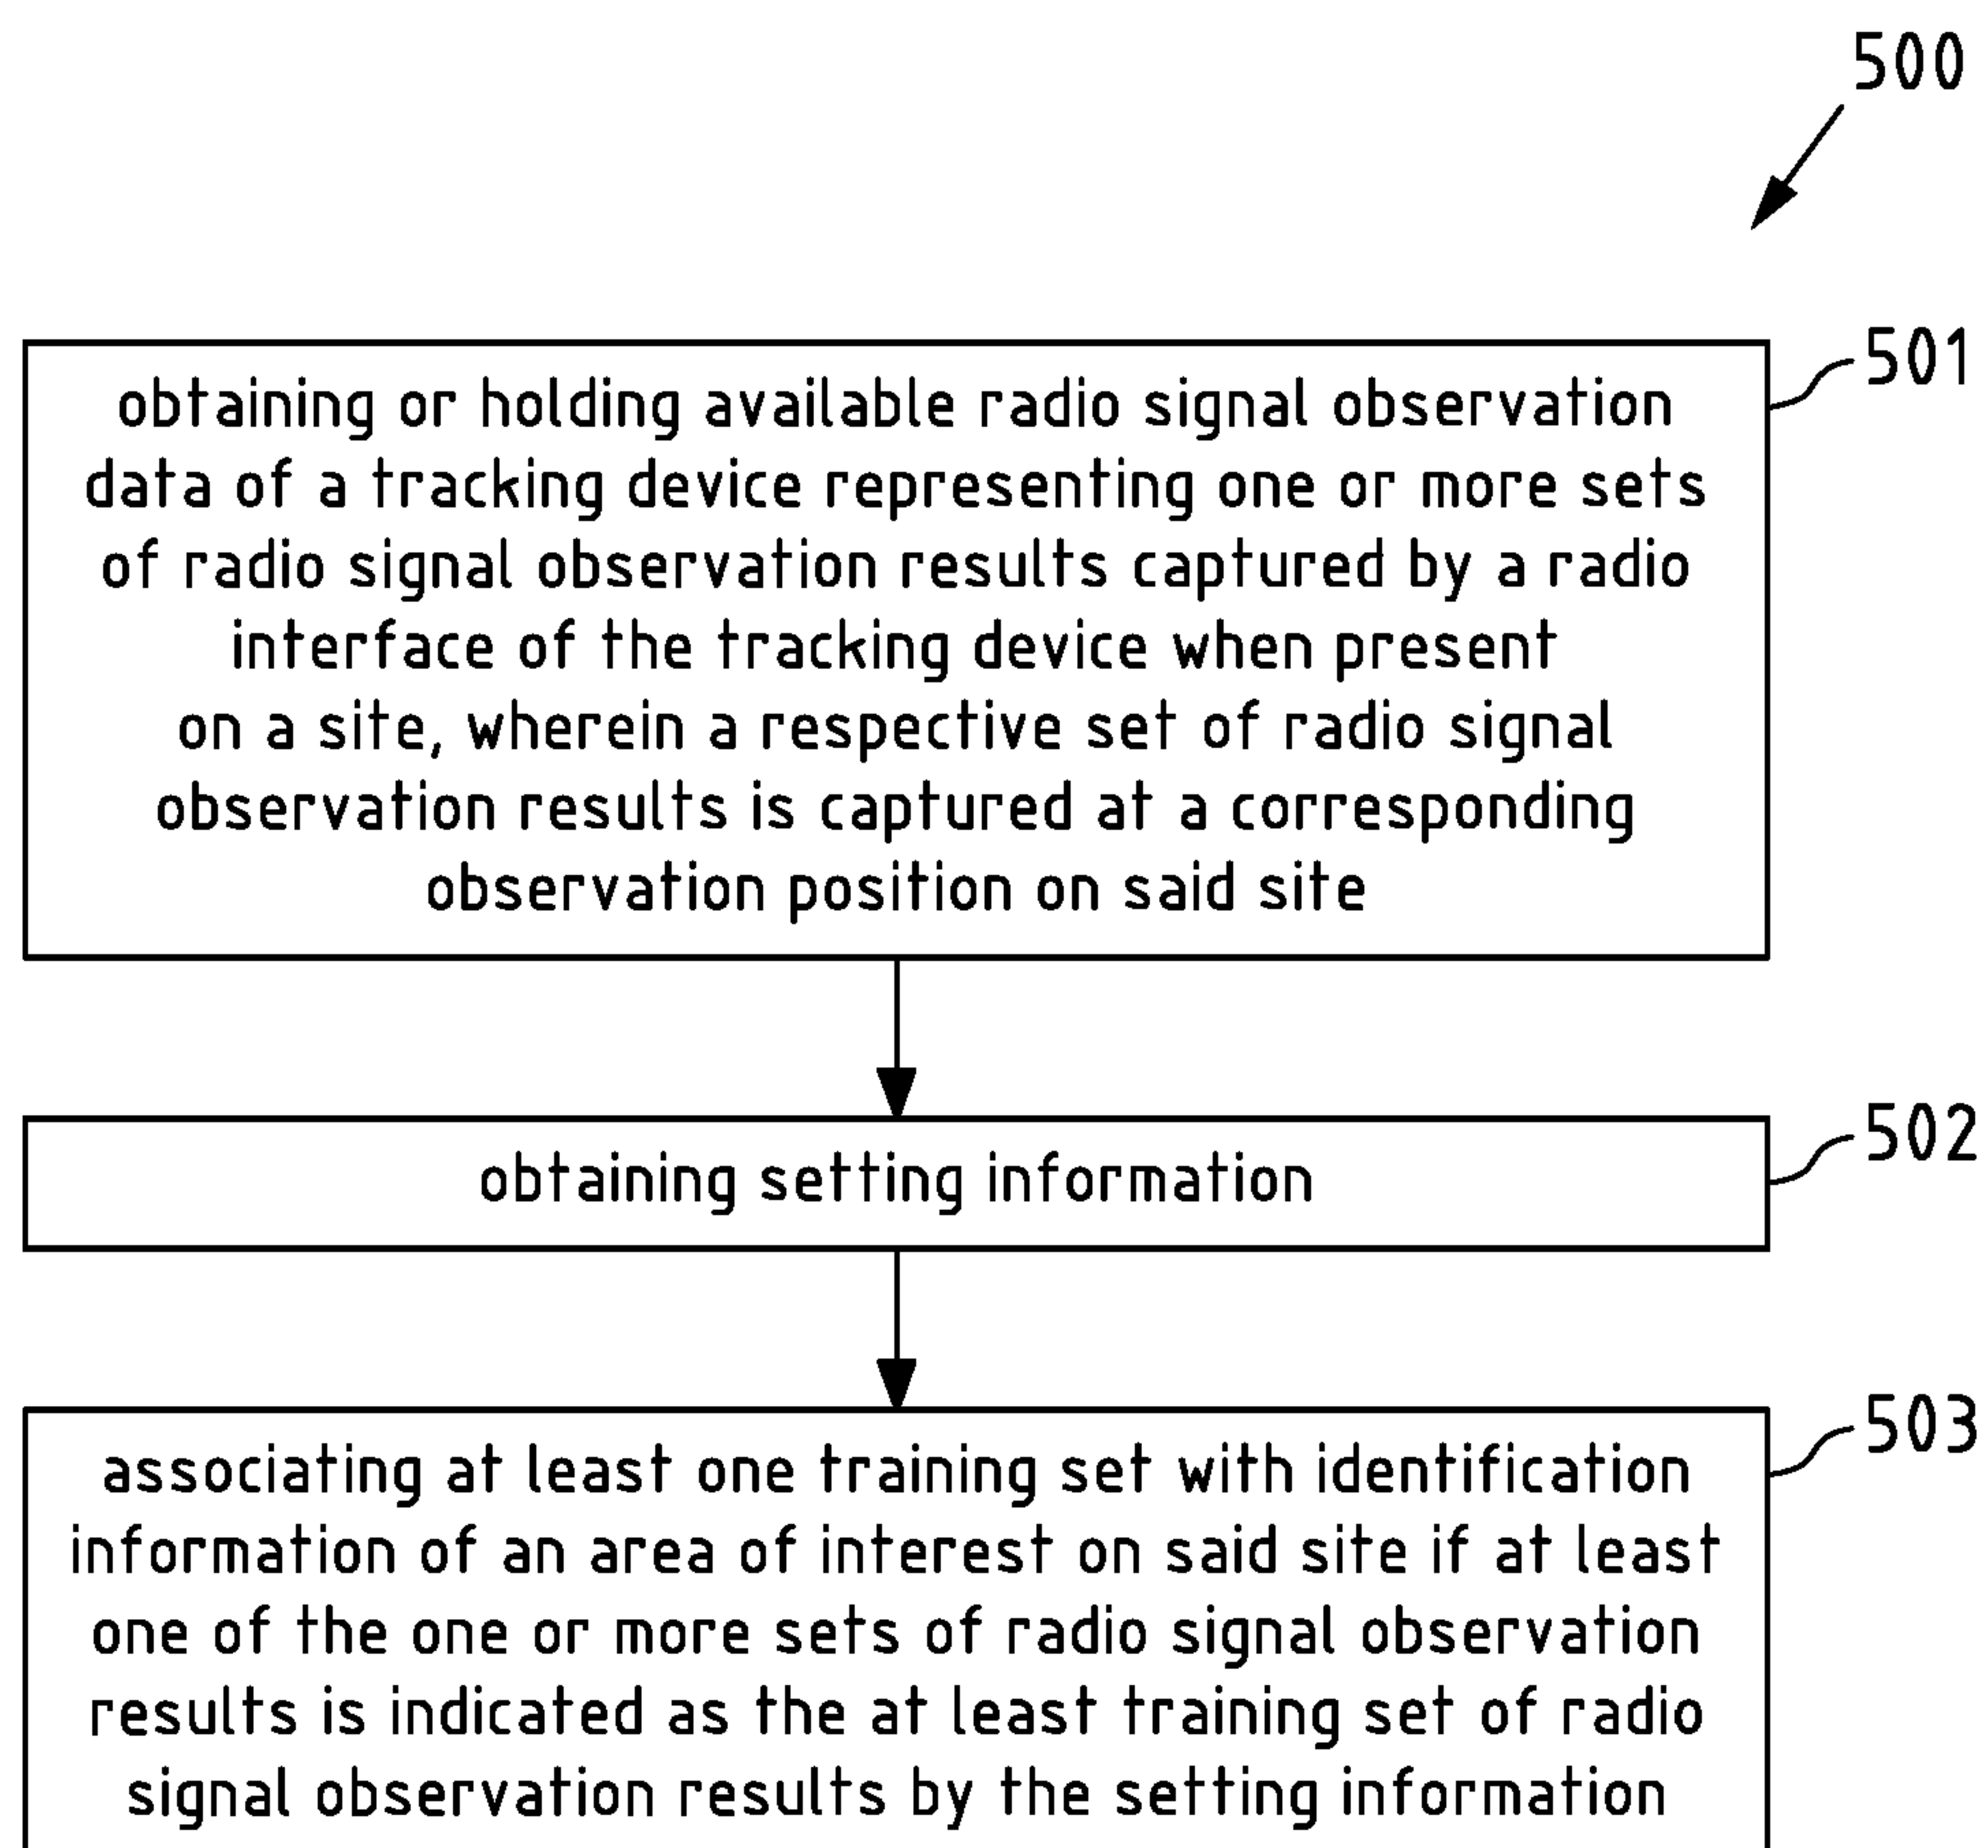 500
501
obtaining or holding available radio signal observation
data of a tracking device representing one or more sets
of radio signal observation results captured by a radio
interface of the tracking device when present
on a site, wherein a respective set of radio signal
observation results is captured at a corresponding
observation position on said site
502
obtaining setting information
503
associating at least one training set with identification
information of an area of interest on said site if at least
one of the one or more sets of radio signal observation
results is indicated as the at least training set of radio
signal observation results by the setting information